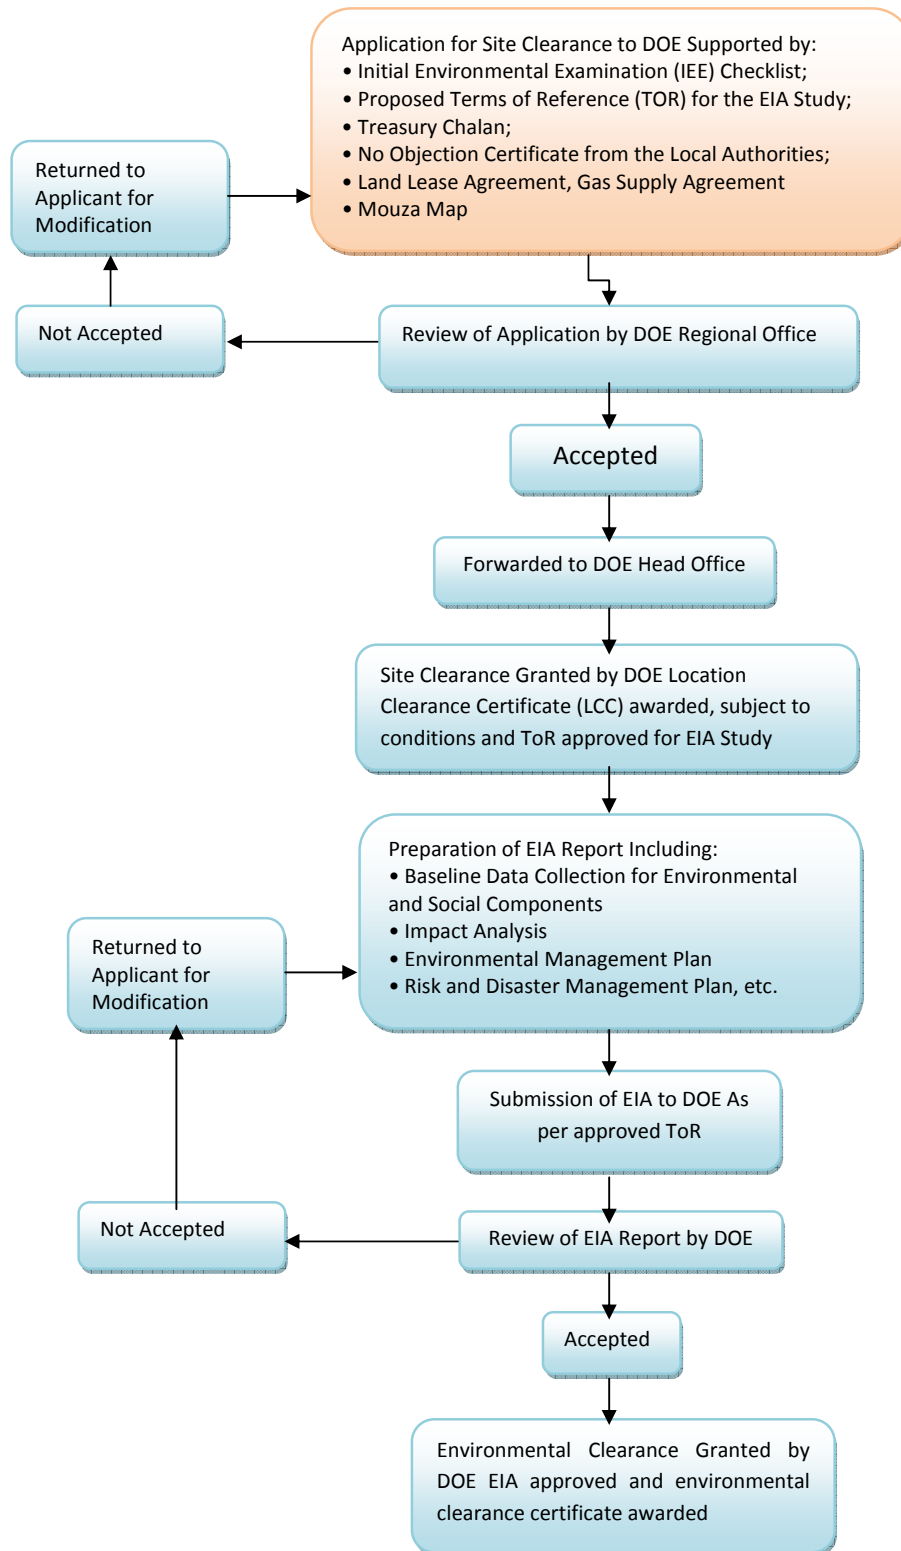 Application for Site Clearance to DOE Supported by:
• Initial Environmental Examination (IEE) Checklist;
• Proposed Terms of Reference (TOR) for the EIA Study;
• Treasury Chalan;
• No Objection Certificate from the Local Authorities;
• Land Lease Agreement, Gas Supply Agreement
• Mouza Map
Returned to
Applicant for
Modification
Not Accepted
Review of Application by DOE Regional Office
Accepted
Forwarded to DOE Head Office
Site Clearance Granted by DOE Location
Clearance Certificate (LCC) awarded, subject to
conditions and ToR approved for EIA Study
Preparation of EIA Report Including:
• Baseline Data Collection for Environmental
and Social Components
• Impact Analysis
• Environmental Management Plan
• Risk and Disaster Management Plan, etc.
Returned to
Applicant for
Modification
Submission of EIA to DOE As
per approved ToR
Not Accepted
Review of EIA Report by DOE
Accepted
Environmental Clearance Granted by
DOE EIA approved and environmental
clearance certificate awarded